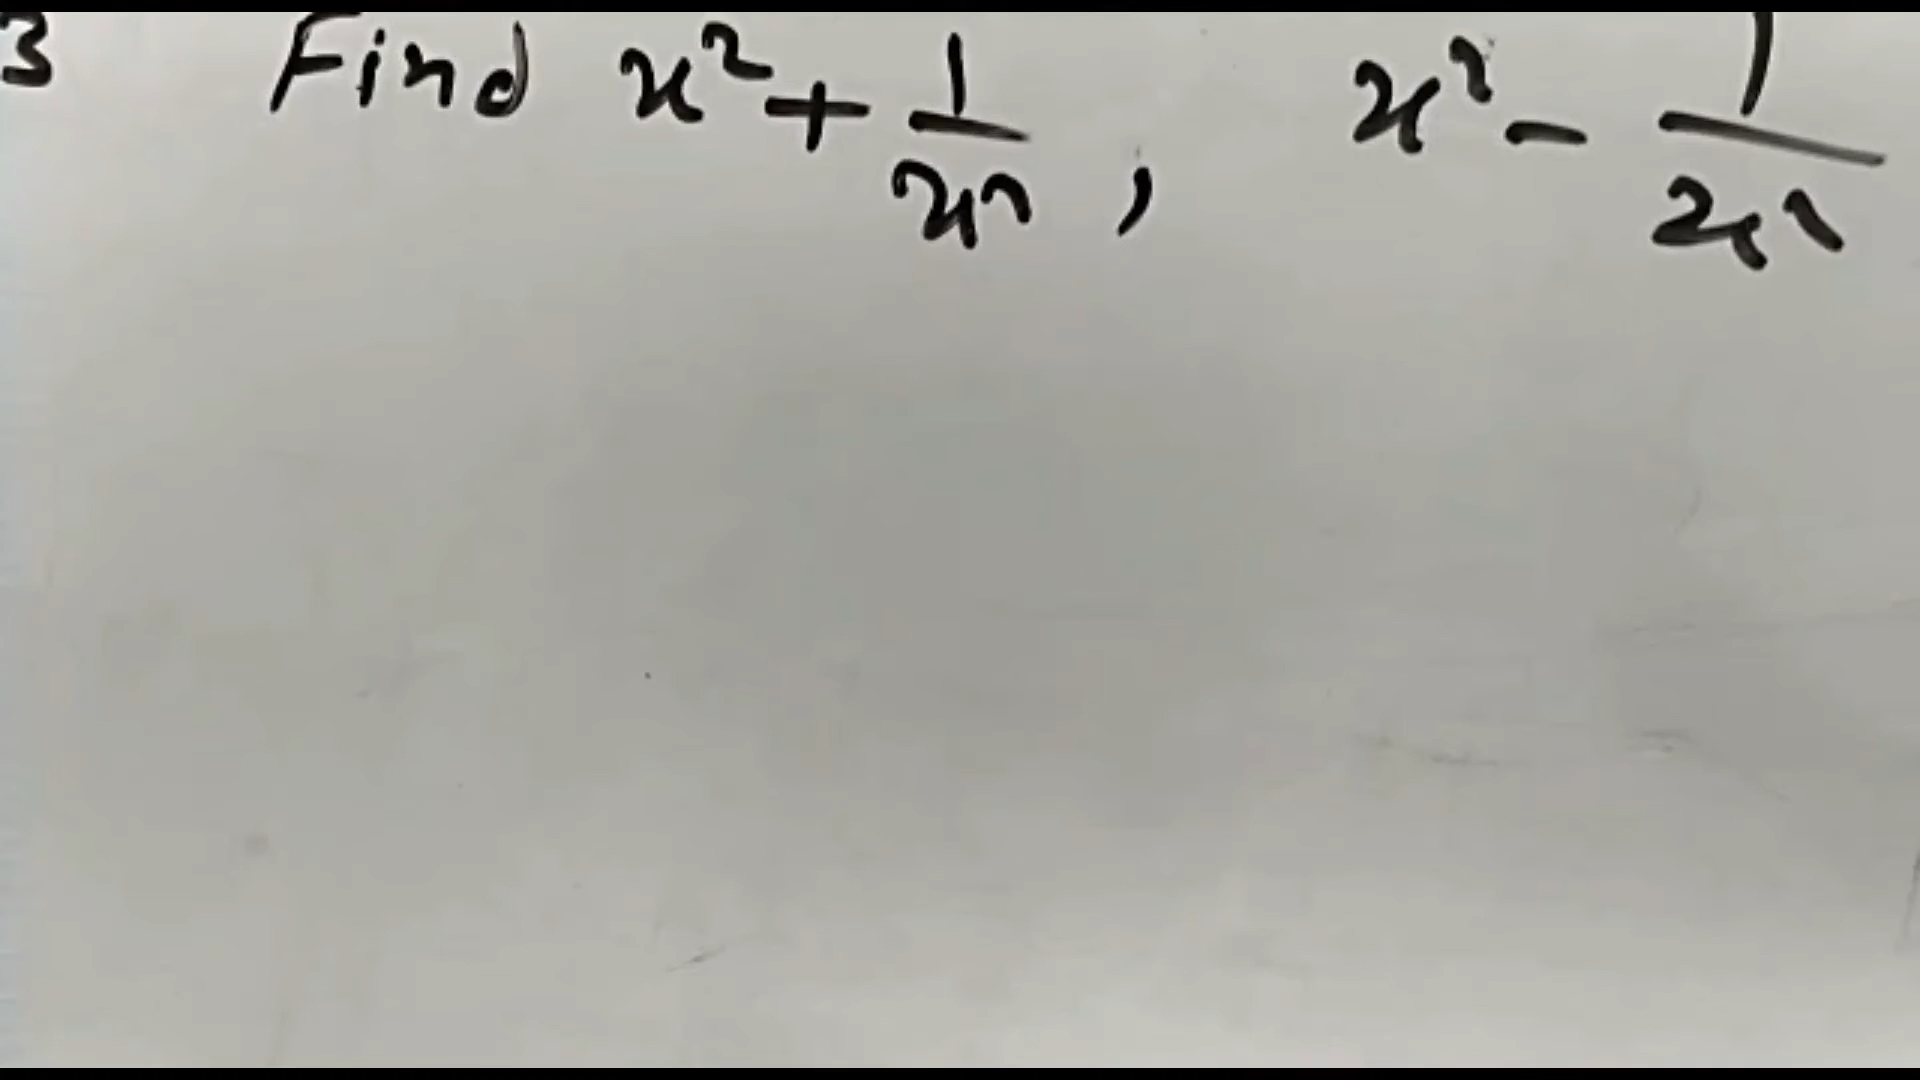 3 Find x² + 1/x² , x² - 1/x²